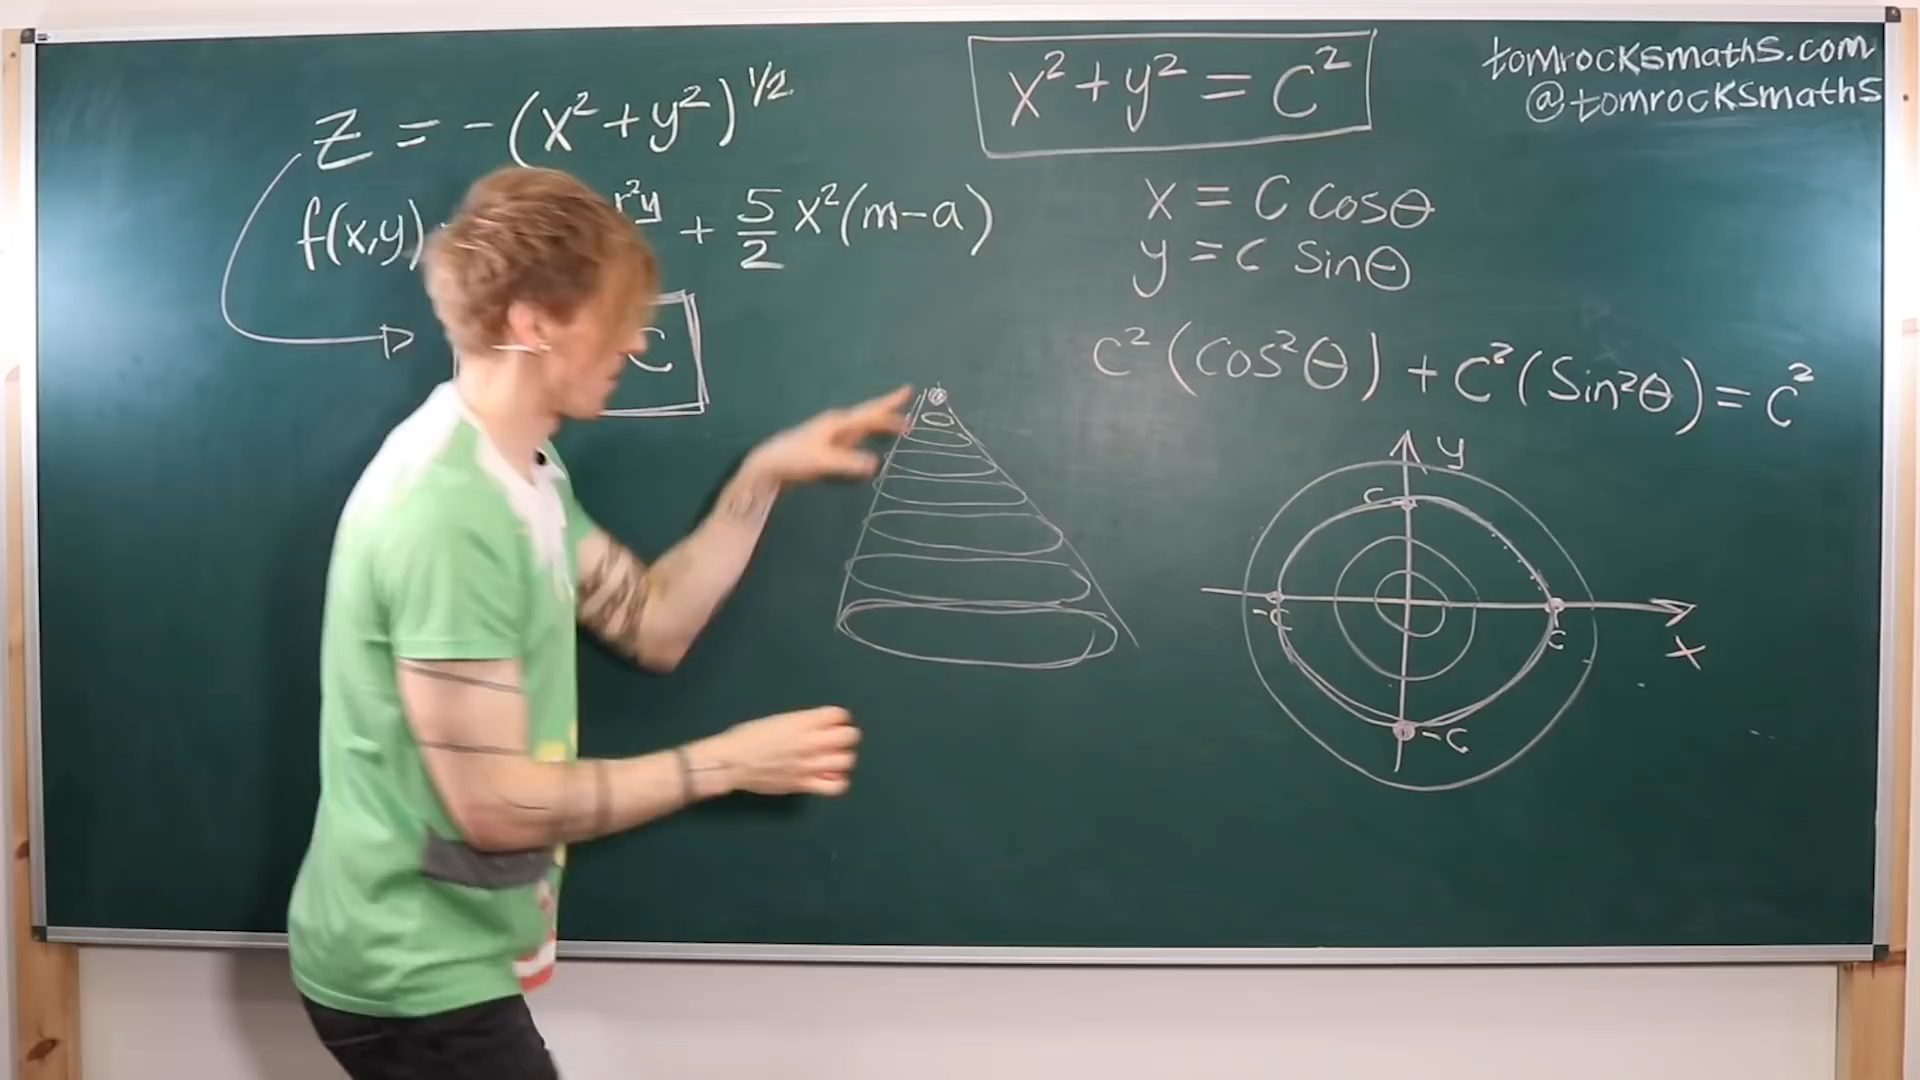 z = -(x²+y²)^1/2
f(x,y) r²y + 5/2 x²(m-a)
C
x² + y² = C²
x = C cosθ
y = C sinθ
C²(cos²θ) + C²(sin²θ) = C²
tomrocksmaths.com
@tomrocksmaths
y
C
-C
C
x
-C